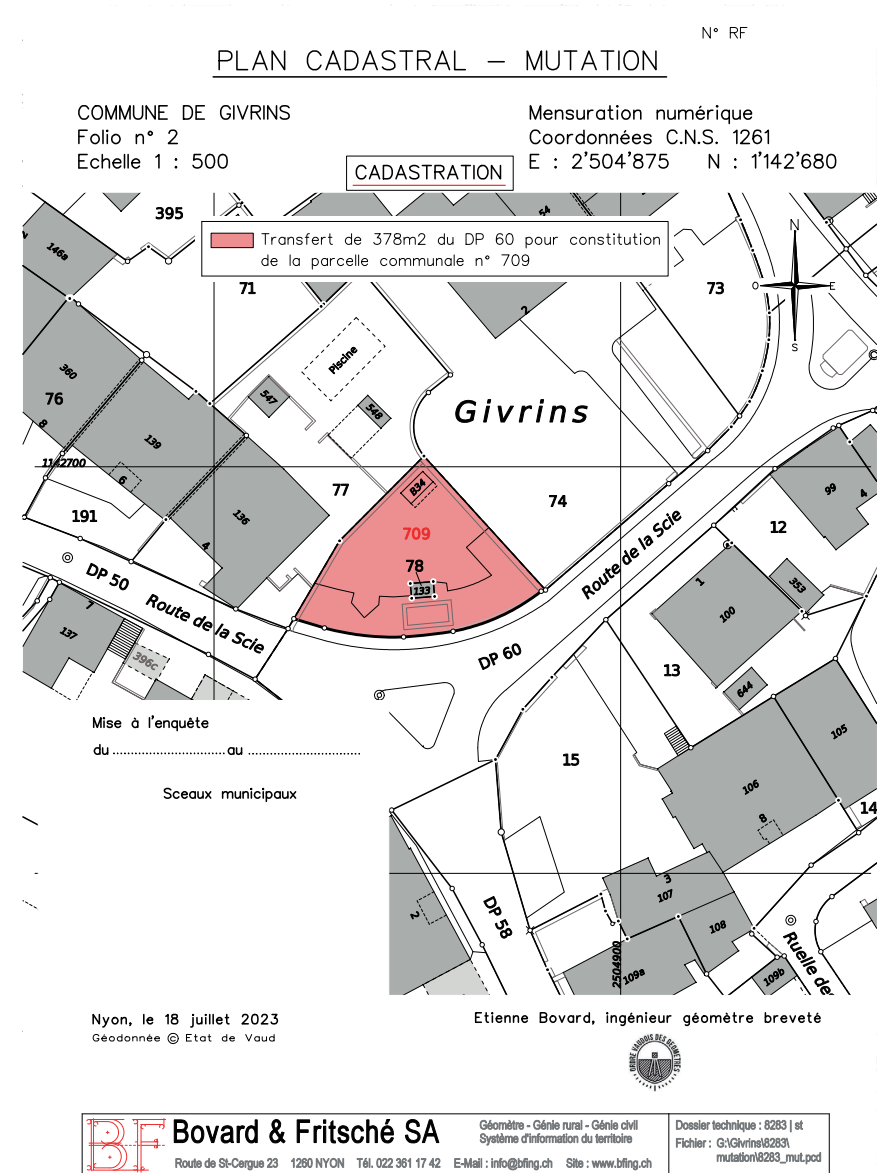 N° RF
PLAN CADASTRAL – MUTATION
COMMUNE DE GIVRINS
Folio n° 2
Echelle 1 : 500
Mensuration numérique
Coordonnées C.N.S. 1261
E : 2'504'875 N : 1'142'680
CADASTRATION
Transfert de 378m2 du DP 60 pour constitution
de la parcelle communale n° 709
395
54
146a
71
73
N
O
E
S
2
Piscine
360
76
8
547
548
Givrins
139
1142700
6
77
834
74
99
4
191
136
4
709
78
133
12
Route de la Scie
DP 50
Route de la Scie
7
137
396c
1
100
353
DP 60
13
644
105
15
106
8
14
Mise à l'enquête
du ............................ au ............................
Sceaux municipaux
2
DP 58
3
107
108
2504900
109a
109b
Ruelle des
Nyon, le 18 juillet 2023
Géodonnée © Etat de Vaud
Etienne Bovard, ingénieur géomètre breveté
ORDRE VAUDOIS DES GEOMETRES
BF
Bovard & Fritsché SA
Géomètre - Génie rural - Génie civil
Système d'information du territoire
Route de St-Cergue 23 1260 NYON Tél. 022 361 17 42 E-Mail : info@bfing.ch Site : www.bfing.ch
Dossier technique : 8283 | st
Fichier : G:\Givrins\8283\
mutation\8283_mut.pcd